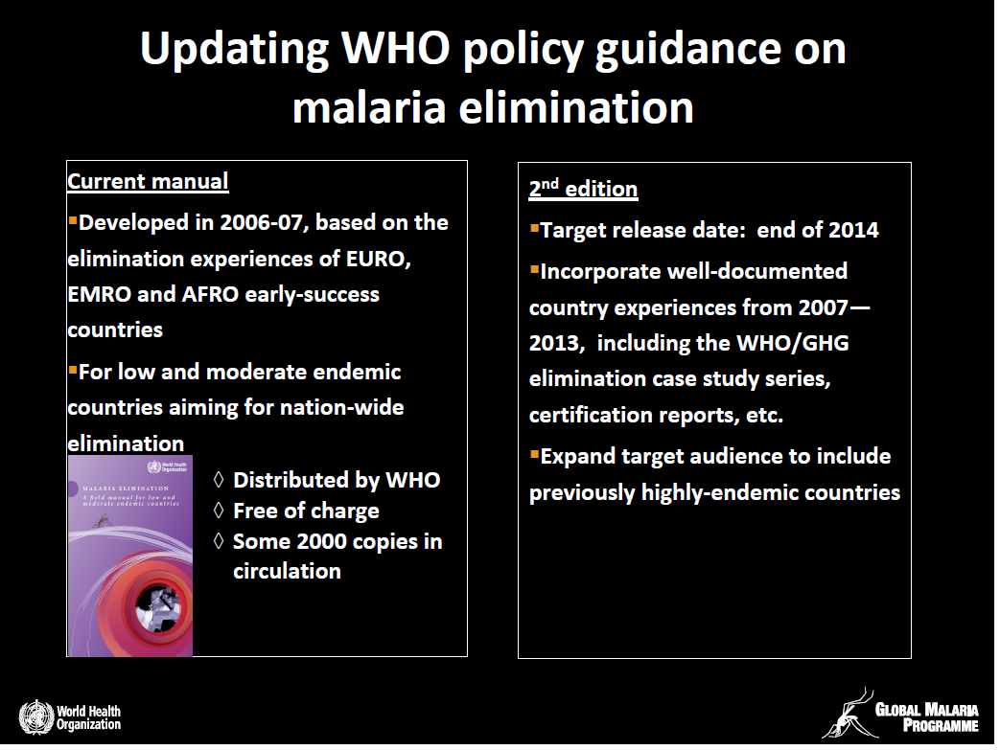 Updating WHO policy guidance on
malaria elimination
Current manual
▪Developed in 2006-07, based on the
elimination experiences of EURO,
EMRO and AFRO early-success
countries
▪For low and moderate endemic
countries aiming for nation-wide
elimination
World Health
Organization
MALARIA ELIMINATION
A field manual for low and
moderate endemic countries
◊ Distributed by WHO
◊ Free of charge
◊ Some 2000 copies in
circulation
2nd edition
▪Target release date:  end of 2014
▪Incorporate well-documented
country experiences from 2007—
2013,  including the WHO/GHG
elimination case study series,
certification reports, etc.
▪Expand target audience to include
previously highly-endemic countries
World Health
Organization
GLOBAL MALARIA
PROGRAMME